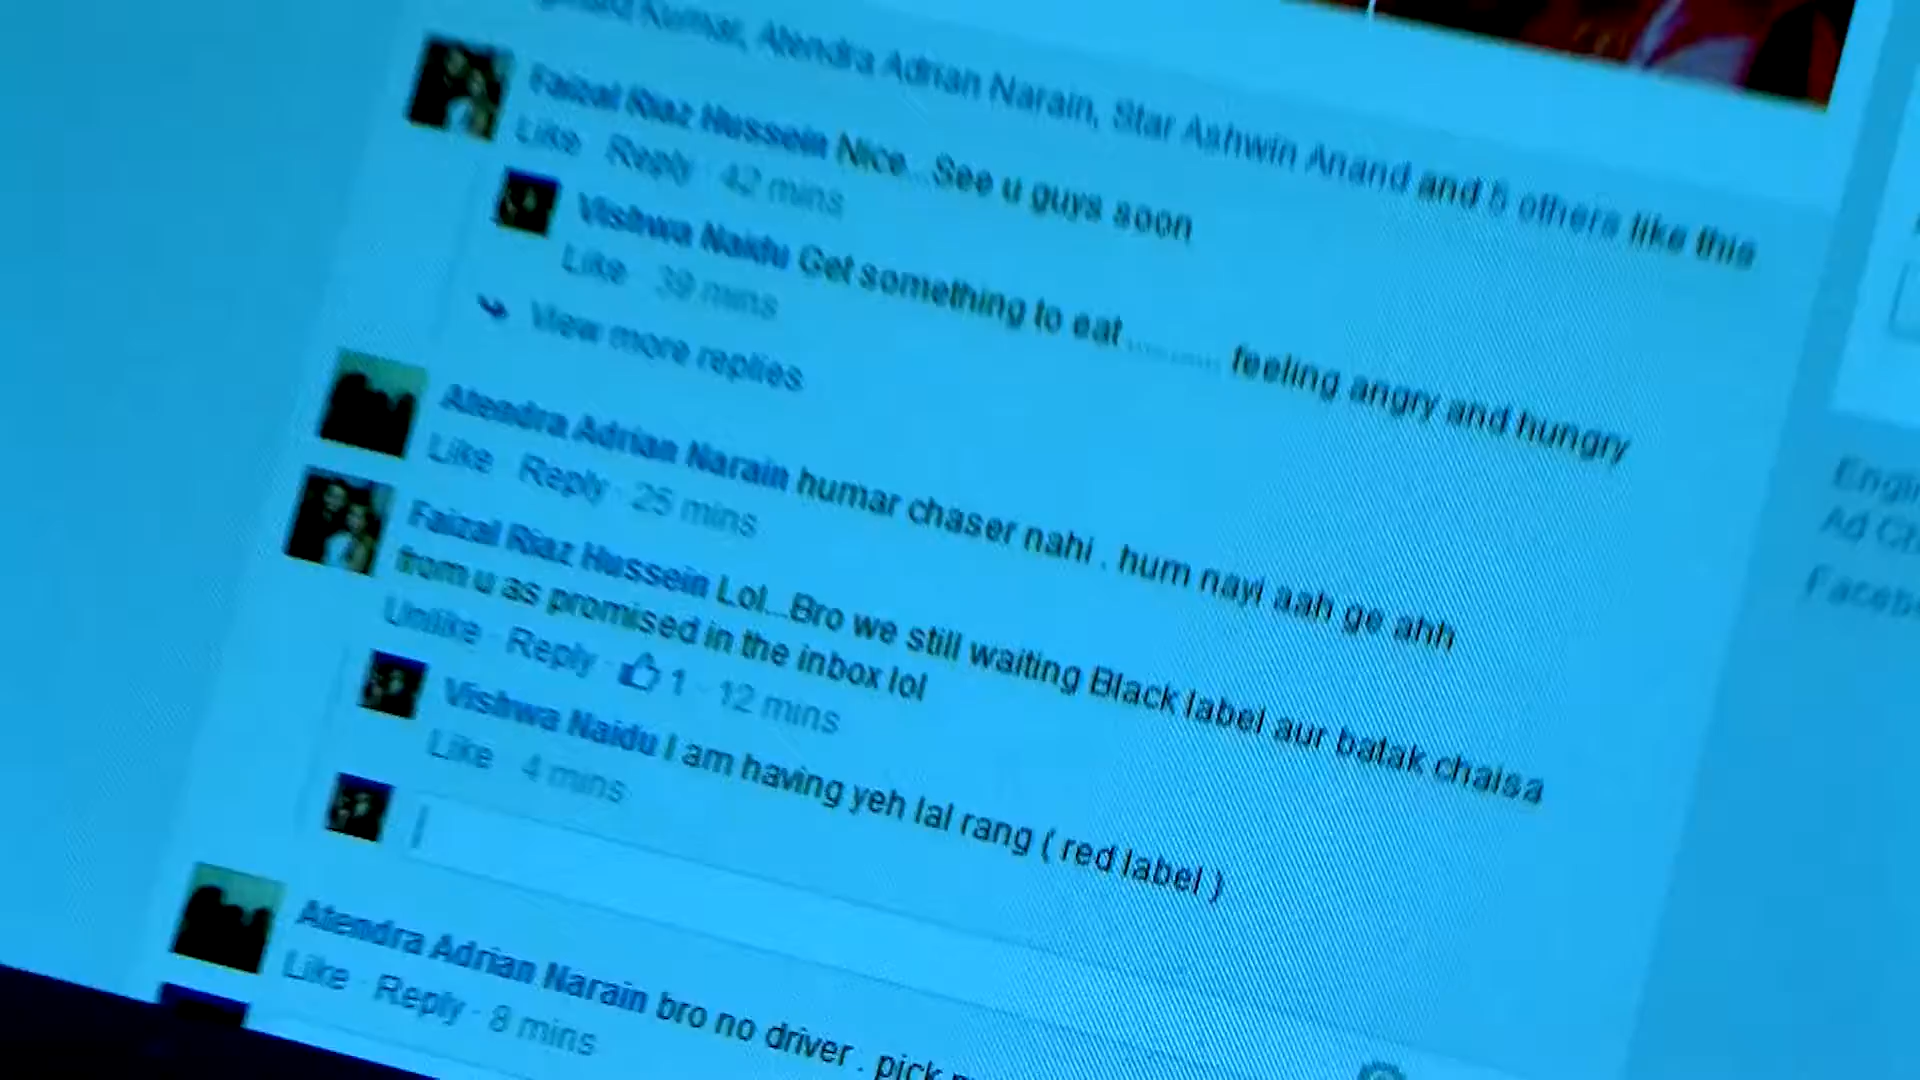 Kumar, Atendra Adrian Narain, Star Ashwin Anand and 5 others like this
Faizal Riaz Hussein Nice...See u guys soon
Like · Reply · 42 mins
Vishwa Naidu Get something to eat.......... feeling angry and hungry
Like · 39 mins
View more replies
Atendra Adrian Narain humar chaser nahi . hum nayi aah ge ahh
Like · Reply · 25 mins
Faizal Riaz Hussein Lol...Bro we still waiting Black label aur batak chaisa
from u as promised in the inbox lol
Unlike · Reply · 1 · 12 mins
Vishwa Naidu I am having yeh lal rang ( red label )
Like · 4 mins
Atendra Adrian Narain bro no driver . pick
Like · Reply · 8 mins
Ad